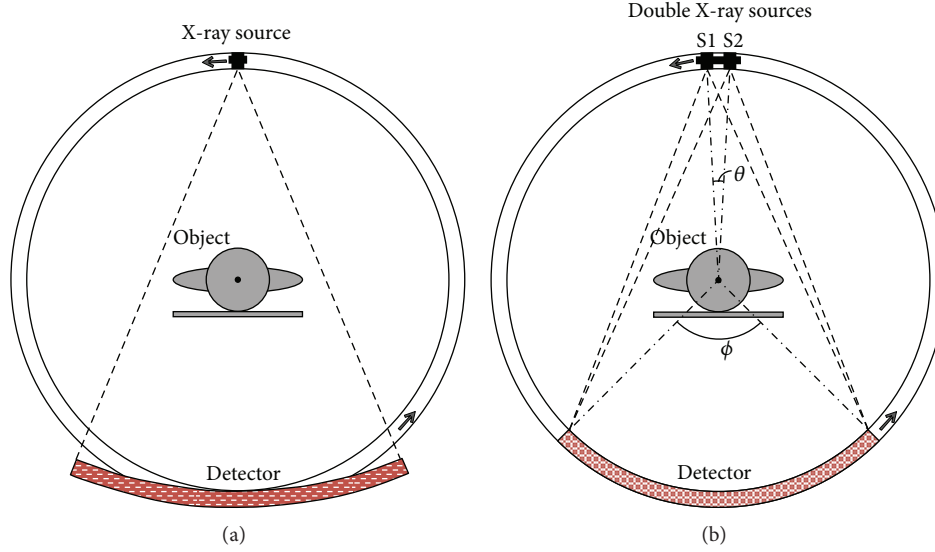 X-ray source
Object
Detector
(a)
Double X-ray sources
S1 S2
θ
Object
ϕ
Detector
(b)